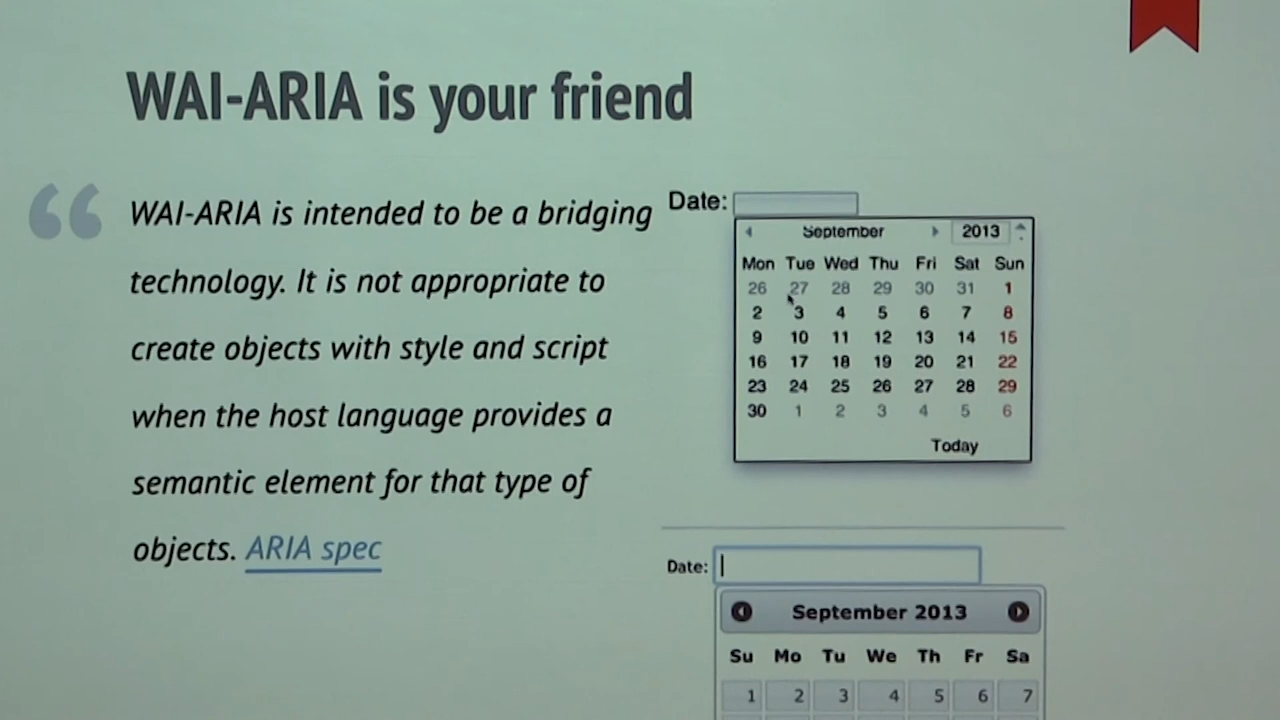 WAI-ARIA is your friend
“
WAI-ARIA is intended to be a bridging
technology. It is not appropriate to
create objects with style and script
when the host language provides a
semantic element for that type of
objects. ARIA spec
Date:
September 2013
Mon Tue Wed Thu Fri Sat Sun
26 27 28 29 30 31 1
2 3 4 5 6 7 8
9 10 11 12 13 14 15
16 17 18 19 20 21 22
23 24 25 26 27 28 29
30 1 2 3 4 5 6
Today
Date:
September 2013
Su Mo Tu We Th Fr Sa
1 2 3 4 5 6 7